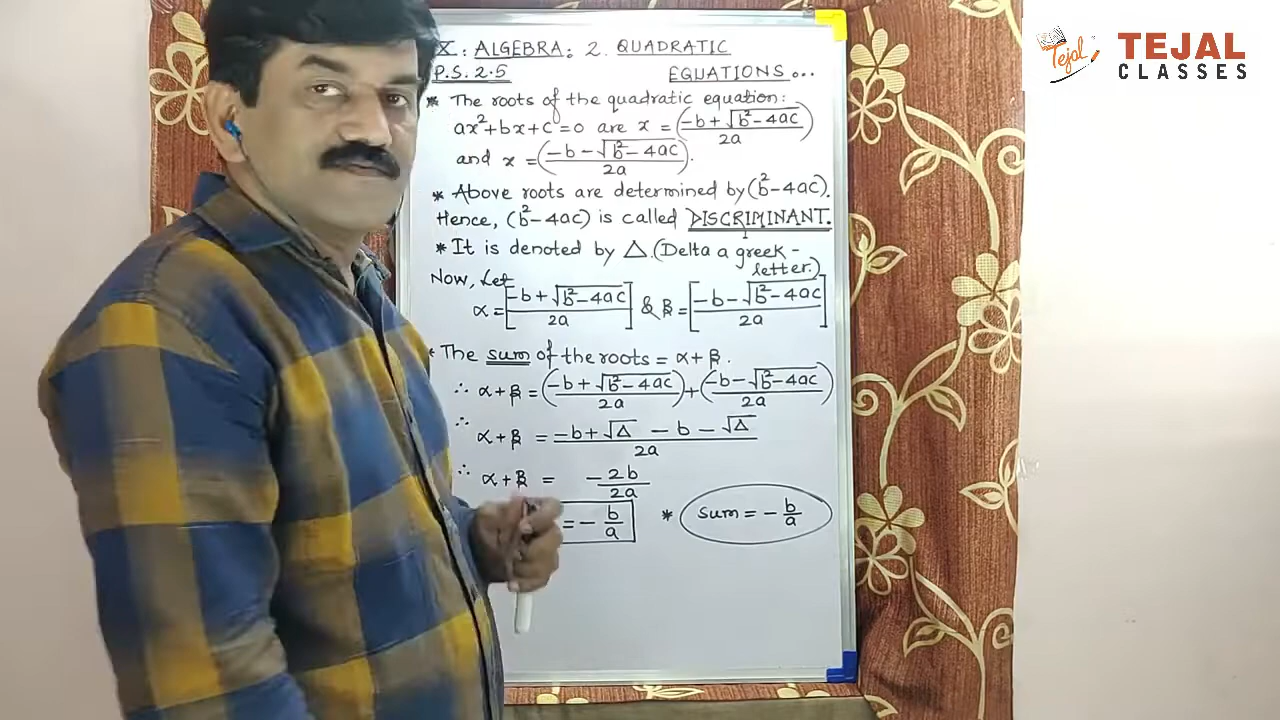 X: ALGEBRA: 2. QUADRATIC
P.S. 2.5 EQUATIONS...
* The roots of the quadratic equation:
ax²+bx+c=0 are x = (-b+√(b²-4ac)/2a)
and x = (-b-√(b²-4ac)/2a).
* Above roots are determined by (b²-4ac).
Hence, (b²-4ac) is called DISCRIMINANT.
* It is denoted by △. (Delta a greek-
letter.)
Now, Let
α = [-b+√(b²-4ac)/2a] & β = [-b-√(b²-4ac)/2a]
* The sum of the roots = α+β.
∴ α+β = (-b+√(b²-4ac)/2a)+(-b-√(b²-4ac)/2a)
∴ α+β = -b+√△ -b-√△/2a
∴ α+β = -2b/2a
= -b/a * Sum = -b/a
Tejal
TEJAL
CLASSES